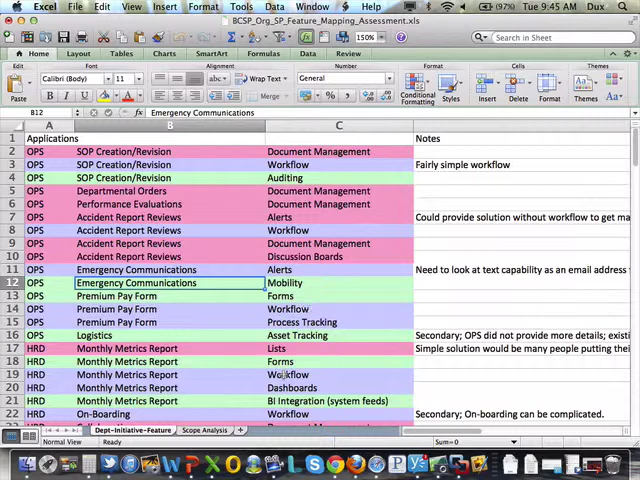 Excel File Edit View Insert Format Tools Data Window Help Tue 9:45 AM Dux
BCSP_Org_SP_Feature_Mapping_Assessment.xls
150% Search in Sheet
Home Layout Tables Charts SmartArt Formulas Data Review
Edit Font Alignment Number Format Cells Themes
Paste Calibri (Body) 11 abc Wrap Text General Conditional Formatting Styles Insert Delete Format Themes Aa
B I U Merge %
B12 fx Emergency Communications
A B C
1 Applications Notes
2 OPS SOP Creation/Revision Document Management
3 OPS SOP Creation/Revision Workflow Fairly simple workflow
4 OPS SOP Creation/Revision Auditing
5 OPS Departmental Orders Document Management
6 OPS Performance Evaluations Document Management
7 OPS Accident Report Reviews Alerts Could provide solution without workflow to get ma
8 OPS Accident Report Reviews Workflow
9 OPS Accident Report Reviews Document Management
10 OPS Accident Report Reviews Discussion Boards
11 OPS Emergency Communications Alerts Need to look at text capability as an email address
12 OPS Emergency Communications Mobility
13 OPS Premium Pay Form Forms
14 OPS Premium Pay Form Workflow
15 OPS Premium Pay Form Process Tracking
16 OPS Logistics Asset Tracking Secondary; OPS did not provide more details; existi
17 HRD Monthly Metrics Report Lists Simple solution would be many people putting thei
18 HRD Monthly Metrics Report Forms
19 HRD Monthly Metrics Report Workflow
20 HRD Monthly Metrics Report Dashboards
21 HRD Monthly Metrics Report BI Integration (system feeds)
22 HRD On-Boarding Workflow Secondary; On-boarding can be complicated.
Dept-Initiative-Feature Scope Analysis +
Normal View Ready Sum=0